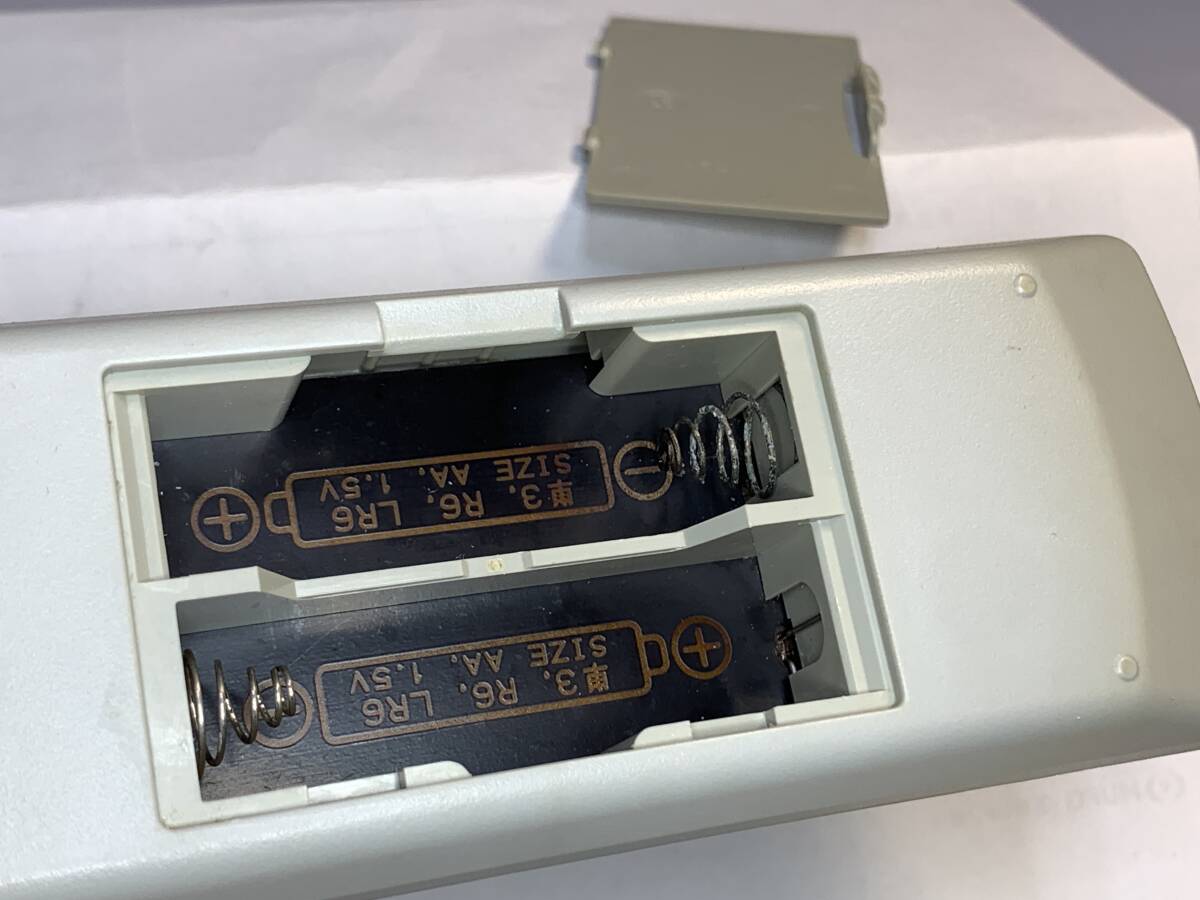 単3, R6, LR6
SIZE AA, 1.5V
単3, R6, LR6
SIZE AA, 1.5V